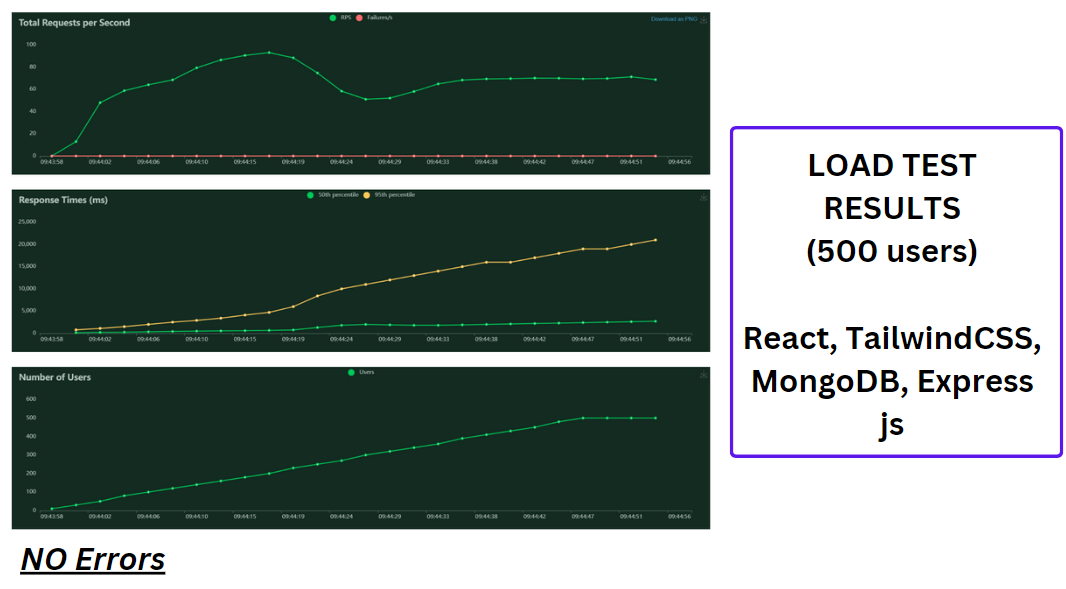 Total Requests per Second
RPS Failures/s
Download as PNG
100
80
60
40
20
0
09:43:58 09:44:02 09:44:06 09:44:10 09:44:15 09:44:19 09:44:24 09:44:29 09:44:33 09:44:38 09:44:42 09:44:47 09:44:51 09:44:56
Response Times (ms)
50th percentile 95th percentile
25,000
20,000
15,000
10,000
5,000
0
09:43:58 09:44:02 09:44:06 09:44:10 09:44:15 09:44:19 09:44:24 09:44:29 09:44:33 09:44:38 09:44:42 09:44:47 09:44:51 09:44:56
Number of Users
Users
600
500
400
300
200
100
0
09:43:58 09:44:02 09:44:06 09:44:10 09:44:15 09:44:19 09:44:24 09:44:29 09:44:33 09:44:38 09:44:42 09:44:47 09:44:51 09:44:56
NO Errors
LOAD TEST
RESULTS
(500 users)
React, TailwindCSS,
MongoDB, Express
js